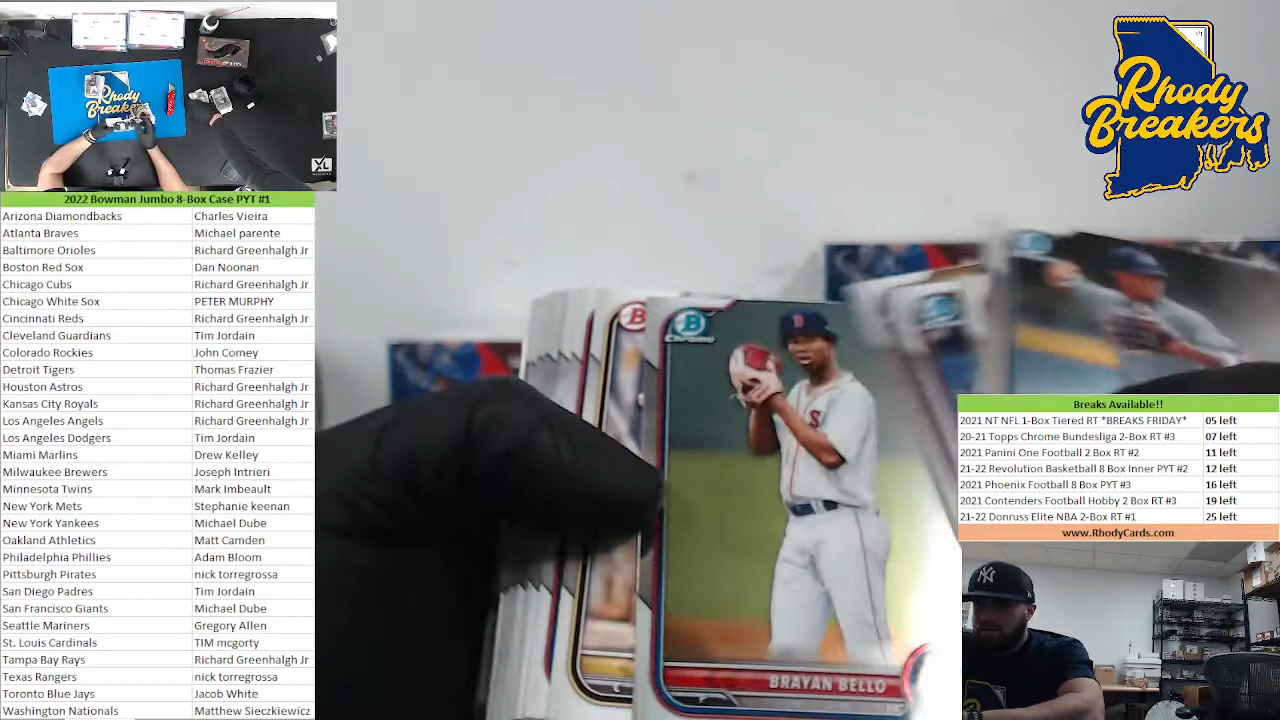 Rhody
Breakers
XL
2022 Bowman Jumbo 8-Box Case PYT #1
Arizona Diamondbacks Charles Vieira
Atlanta Braves Michael parente
Baltimore Orioles Richard Greenhalgh Jr
Boston Red Sox Dan Noonan
Chicago Cubs Richard Greenhalgh Jr
Chicago White Sox PETER MURPHY
Cincinnati Reds Richard Greenhalgh Jr
Cleveland Guardians Tim Jordain
Colorado Rockies John Comey
Detroit Tigers Thomas Frazier
Houston Astros Richard Greenhalgh Jr
Kansas City Royals Richard Greenhalgh Jr
Los Angeles Angels Richard Greenhalgh Jr
Los Angeles Dodgers Tim Jordain
Miami Marlins Drew Kelley
Milwaukee Brewers Joseph Intrieri
Minnesota Twins Mark Imbeault
New York Mets Stephanie keenan
New York Yankees Michael Dube
Oakland Athletics Matt Camden
Philadelphia Phillies Adam Bloom
Pittsburgh Pirates nick torregrossa
San Diego Padres Tim Jordain
San Francisco Giants Michael Dube
Seattle Mariners Gregory Allen
St. Louis Cardinals TIM mcgorty
Tampa Bay Rays Richard Greenhalgh Jr
Texas Rangers nick torregrossa
Toronto Blue Jays Jacob White
Washington Nationals Matthew Sieczkiewicz
B
B
Chrome
B
S
BRAYAN BELLO
1/1
Rhody
Breakers
Breaks Available!!
2021 NT NFL 1-Box Tiered RT *BREAKS FRIDAY* 05 left
20-21 Topps Chrome Bundesliga 2-Box RT #3 07 left
2021 Panini One Football 2 Box RT #2 11 left
21-22 Revolution Basketball 8 Box Inner PYT #2 12 left
2021 Phoenix Football 8 Box PYT #3 16 left
2021 Contenders Football Hobby 2 Box RT #3 19 left
21-22 Donruss Elite NBA 2-Box RT #1 25 left
www.RhodyCards.com
NY